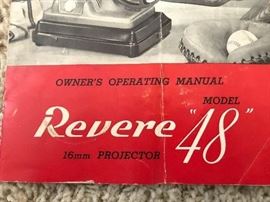 OWNER'S OPERATING MANUAL
MODEL
Revere "48"
16mm PROJECTOR